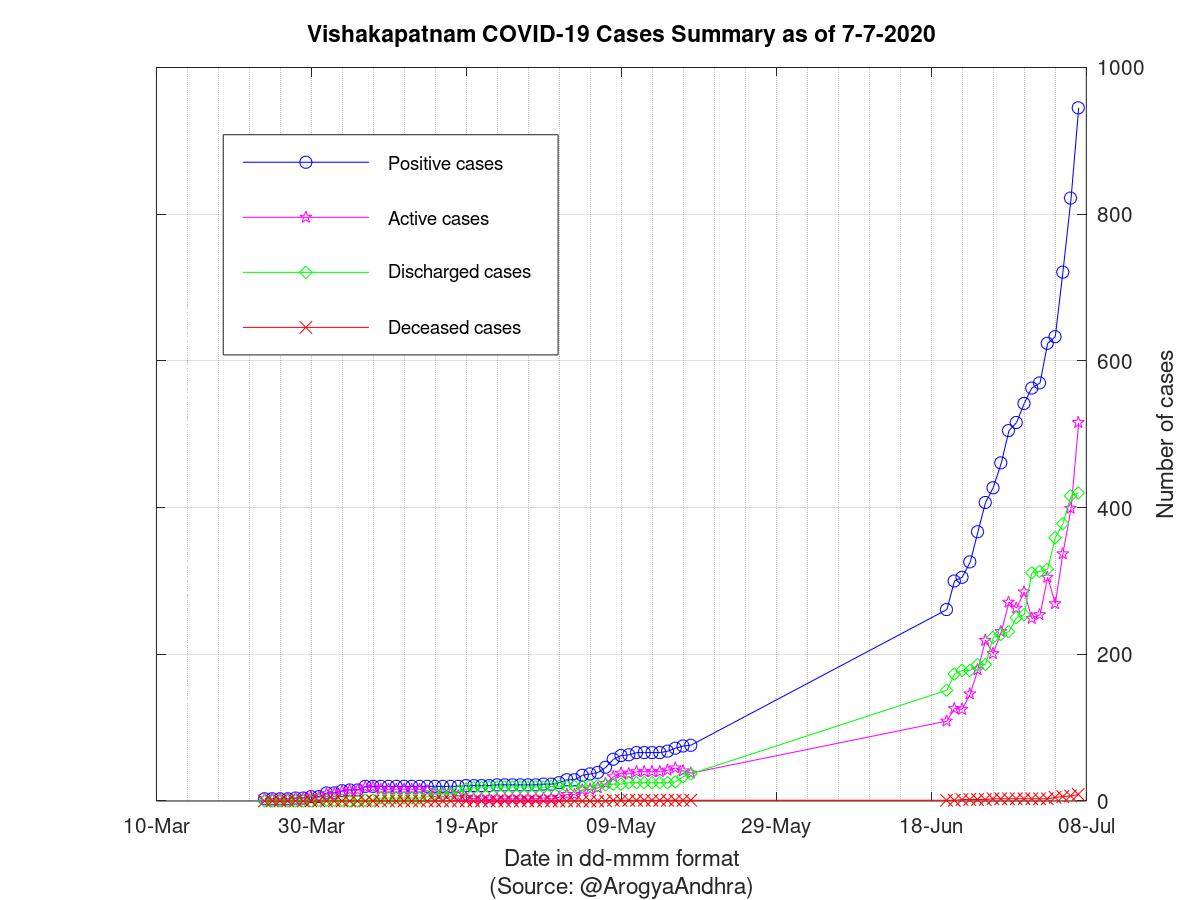 Vishakapatnam COVID-19 Cases Summary as of 7-7-2020
1000
800
600
400
200
0
Number of cases
Positive cases
Active cases
Discharged cases
Deceased cases
10-Mar 30-Mar 19-Apr 09-May 29-May 18-Jun 08-Jul
Date in dd-mmm format
(Source: @ArogyaAndhra)